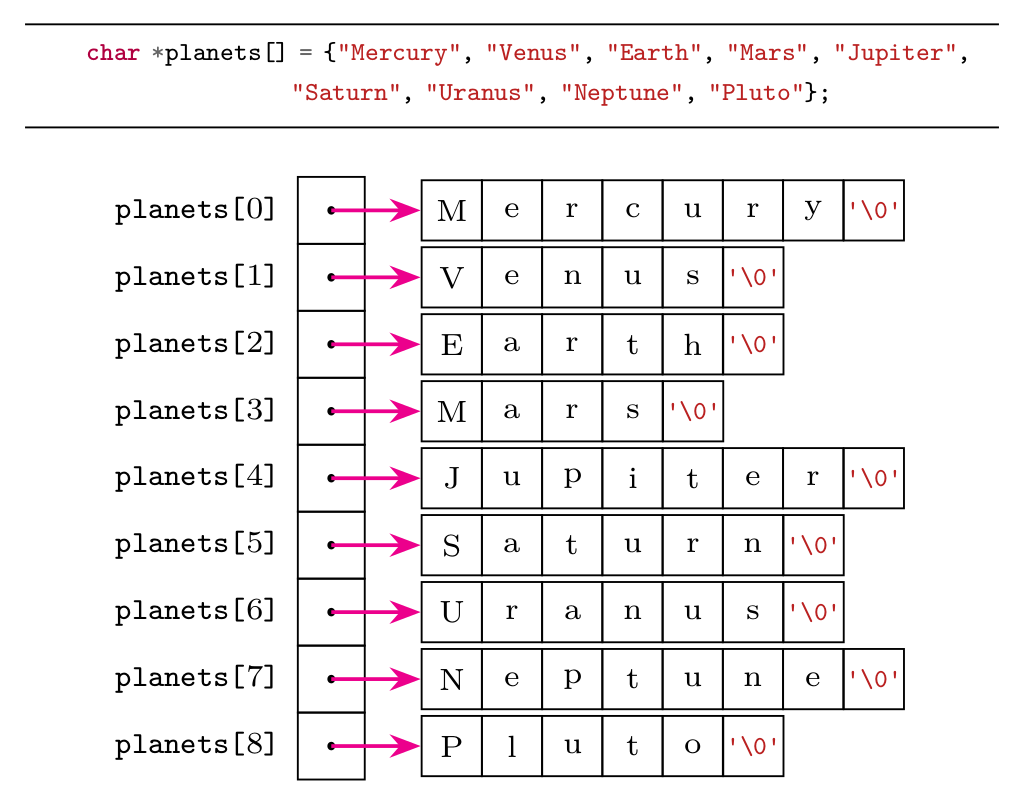 char *planets[] = {"Mercury", "Venus", "Earth", "Mars", "Jupiter",
"Saturn", "Uranus", "Neptune", "Pluto"};
planets[0] M e r c u r y '\0'
planets[1] V e n u s '\0'
planets[2] E a r t h '\0'
planets[3] M a r s '\0'
planets[4] J u p i t e r '\0'
planets[5] S a t u r n '\0'
planets[6] U r a n u s '\0'
planets[7] N e p t u n e '\0'
planets[8] P l u t o '\0'